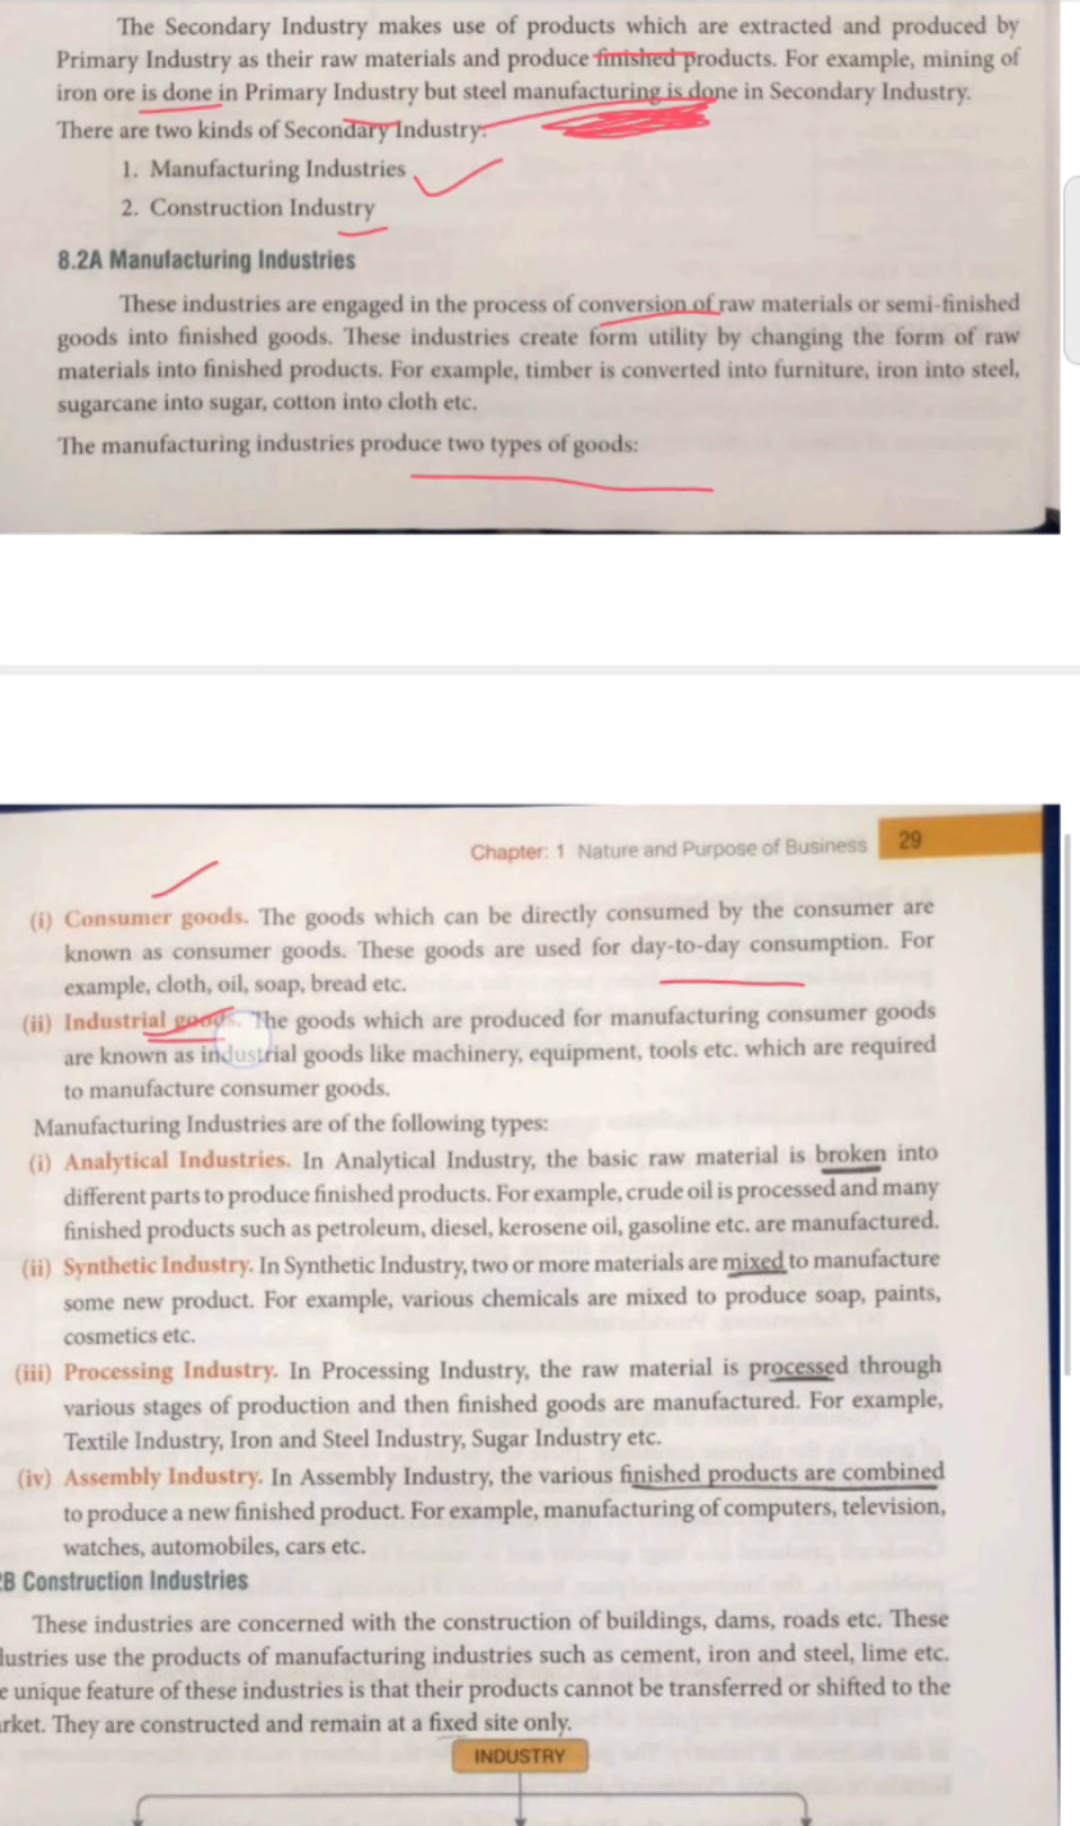 The Secondary Industry makes use of products which are extracted and produced by
Primary Industry as their raw materials and produce finished products. For example, mining of
iron ore is done in Primary Industry but steel manufacturing is done in Secondary Industry.
There are two kinds of Secondary Industry:
1. Manufacturing Industries
2. Construction Industry
8.2A Manufacturing Industries
These industries are engaged in the process of conversion of raw materials or semi-finished
goods into finished goods. These industries create form utility by changing the form of raw
materials into finished products. For example, timber is converted into furniture, iron into steel,
sugarcane into sugar, cotton into cloth etc.
The manufacturing industries produce two types of goods:
Chapter: 1 Nature and Purpose of Business 29
(i) Consumer goods. The goods which can be directly consumed by the consumer are
known as consumer goods. These goods are used for day-to-day consumption. For
example, cloth, oil, soap, bread etc.
(ii) Industrial goods. The goods which are produced for manufacturing consumer goods
are known as industrial goods like machinery, equipment, tools etc. which are required
to manufacture consumer goods.
Manufacturing Industries are of the following types:
(i) Analytical Industries. In Analytical Industry, the basic raw material is broken into
different parts to produce finished products. For example, crude oil is processed and many
finished products such as petroleum, diesel, kerosene oil, gasoline etc. are manufactured.
(ii) Synthetic Industry. In Synthetic Industry, two or more materials are mixed to manufacture
some new product. For example, various chemicals are mixed to produce soap, paints,
cosmetics etc.
(iii) Processing Industry. In Processing Industry, the raw material is processed through
various stages of production and then finished goods are manufactured. For example,
Textile Industry, Iron and Steel Industry, Sugar Industry etc.
(iv) Assembly Industry. In Assembly Industry, the various finished products are combined
to produce a new finished product. For example, manufacturing of computers, television,
watches, automobiles, cars etc.
2B Construction Industries
These industries are concerned with the construction of buildings, dams, roads etc. These
dustries use the products of manufacturing industries such as cement, iron and steel, lime etc.
e unique feature of these industries is that their products cannot be transferred or shifted to the
arket. They are constructed and remain at a fixed site only.
INDUSTRY